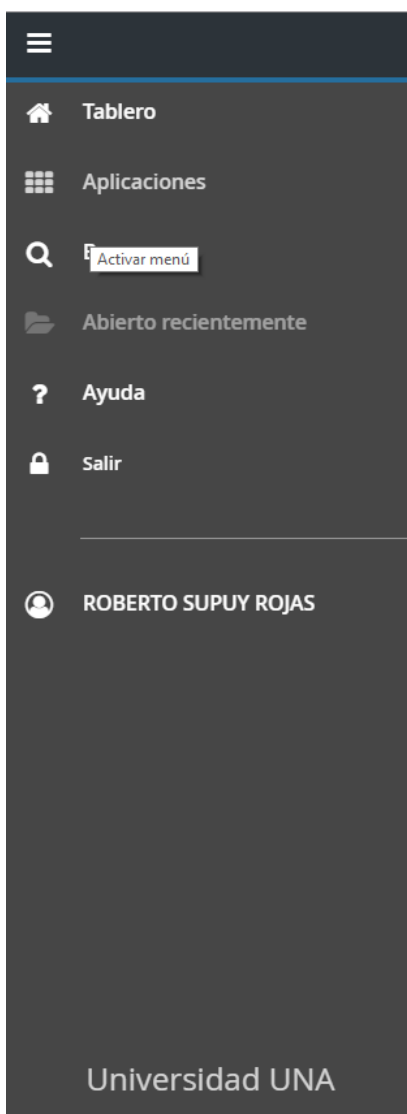 Tablero
Aplicaciones
Activar menú
Abierto recientemente
Ayuda
Salir
ROBERTO SUPUY ROJAS
Universidad UNA